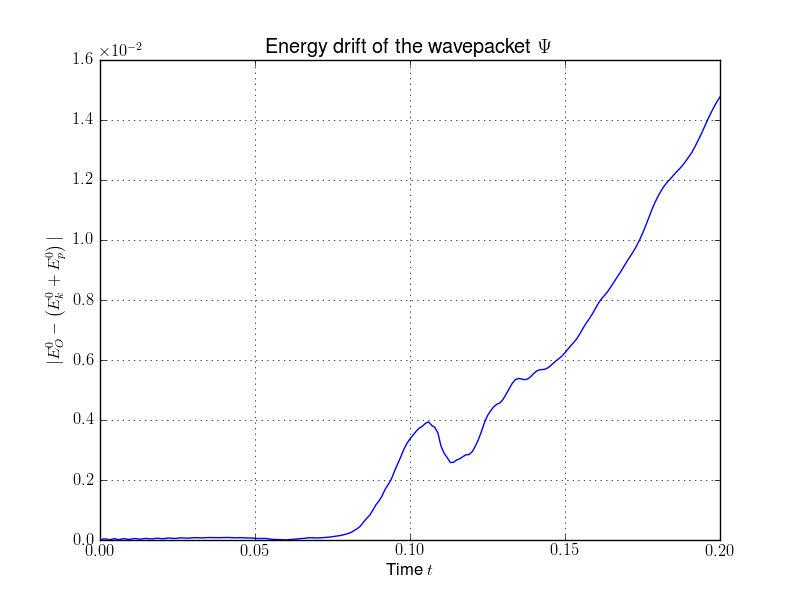 Energy drift of the wavepacket Ψ
×10⁻²
1.6
1.4
1.2
1.0
0.8
0.6
0.4
0.2
0.0
|E_O^0 − (E_k^0 + E_p^0) |
0.00 0.05 0.10 0.15 0.20
Time t